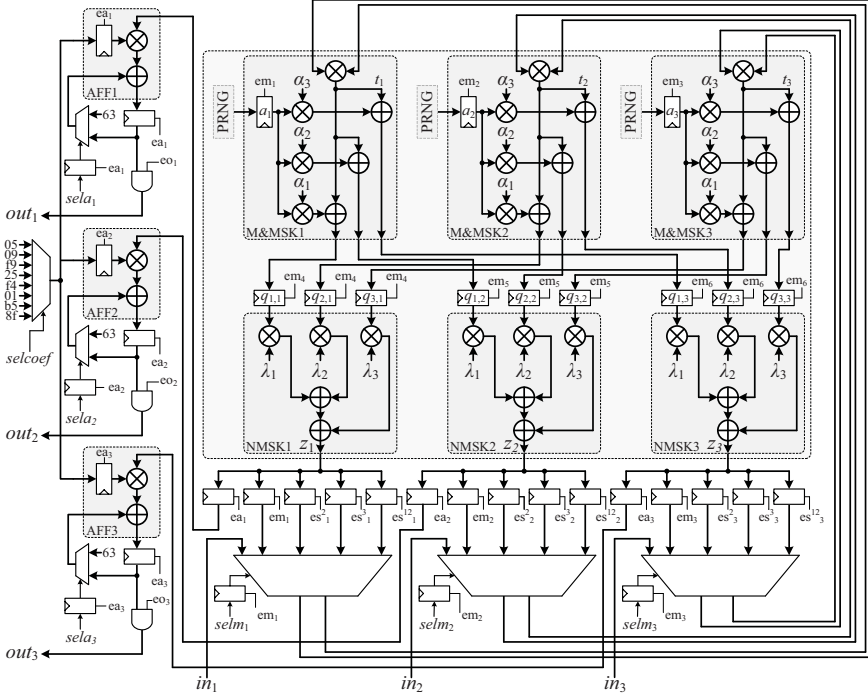 ea1
AFF1
63
ea1
ea1
eo1
sela1
out1
05
09
f9
25
f4
01
b5
8f
selcoef
ea2
AFF2
63
ea2
ea2
eo2
sela2
out2
ea3
AFF3
63
ea3
ea3
eo3
sela3
out3
PRNG
em1
a1
α3
t1
α2
α1
M&MSK1
PRNG
em2
a2
α3
t2
α2
α1
M&MSK2
PRNG
em3
a3
α3
t3
α2
α1
M&MSK3
q1,1 em4
q2,1 em4
q3,1 em4
q1,2 em5
q2,2 em5
q3,2 em5
q1,3 em6
q2,3 em6
q3,3 em6
λ1 λ2 λ3
NMSK1 z1
λ1 λ2 λ3
NMSK2 z2
λ1 λ2 λ3
NMSK3 z3
ea1 em1 es²1 es³1 es¹²1
ea2 em2 es²2 es³2 es¹²2
ea3 em3 es²3 es³3 es¹²3
selm1 em1
selm2 em2
selm3 em3
in1 in2 in3